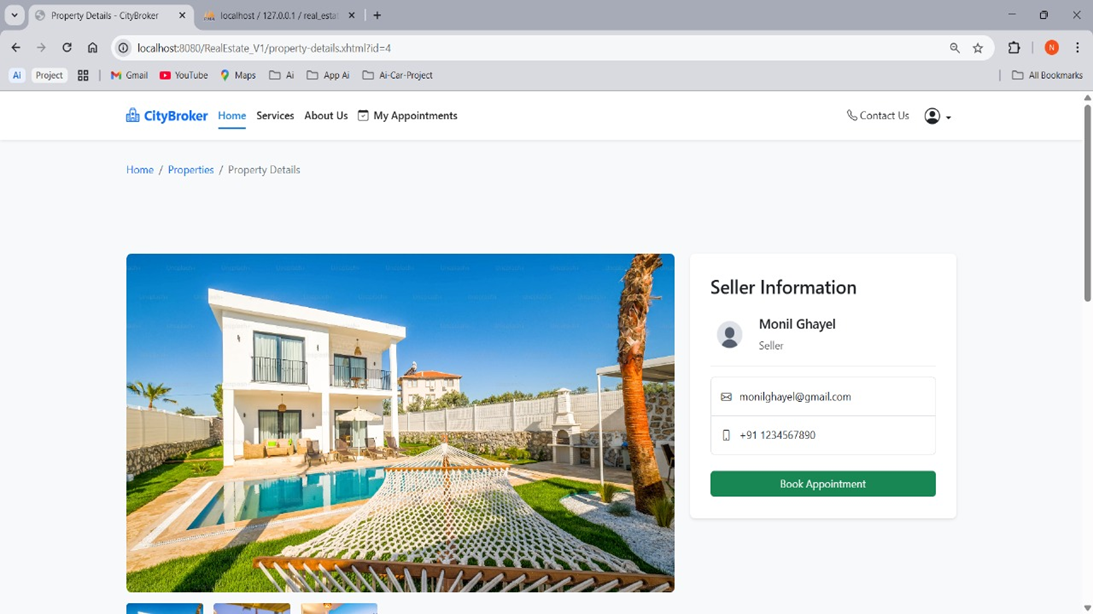 Property Details - CityBroker
localhost / 127.0.0.1 / real_esta
localhost:8080/RealEstate_V1/property-details.xhtml?id=4
N
Ai Project Gmail YouTube Maps Ai App Ai Ai-Car-Project All Bookmarks
CityBroker Home Services About Us My Appointments Contact Us
Home / Properties / Property Details
Seller Information
Monil Ghayel
Seller
monilghayel@gmail.com
+91 1234567890
Book Appointment